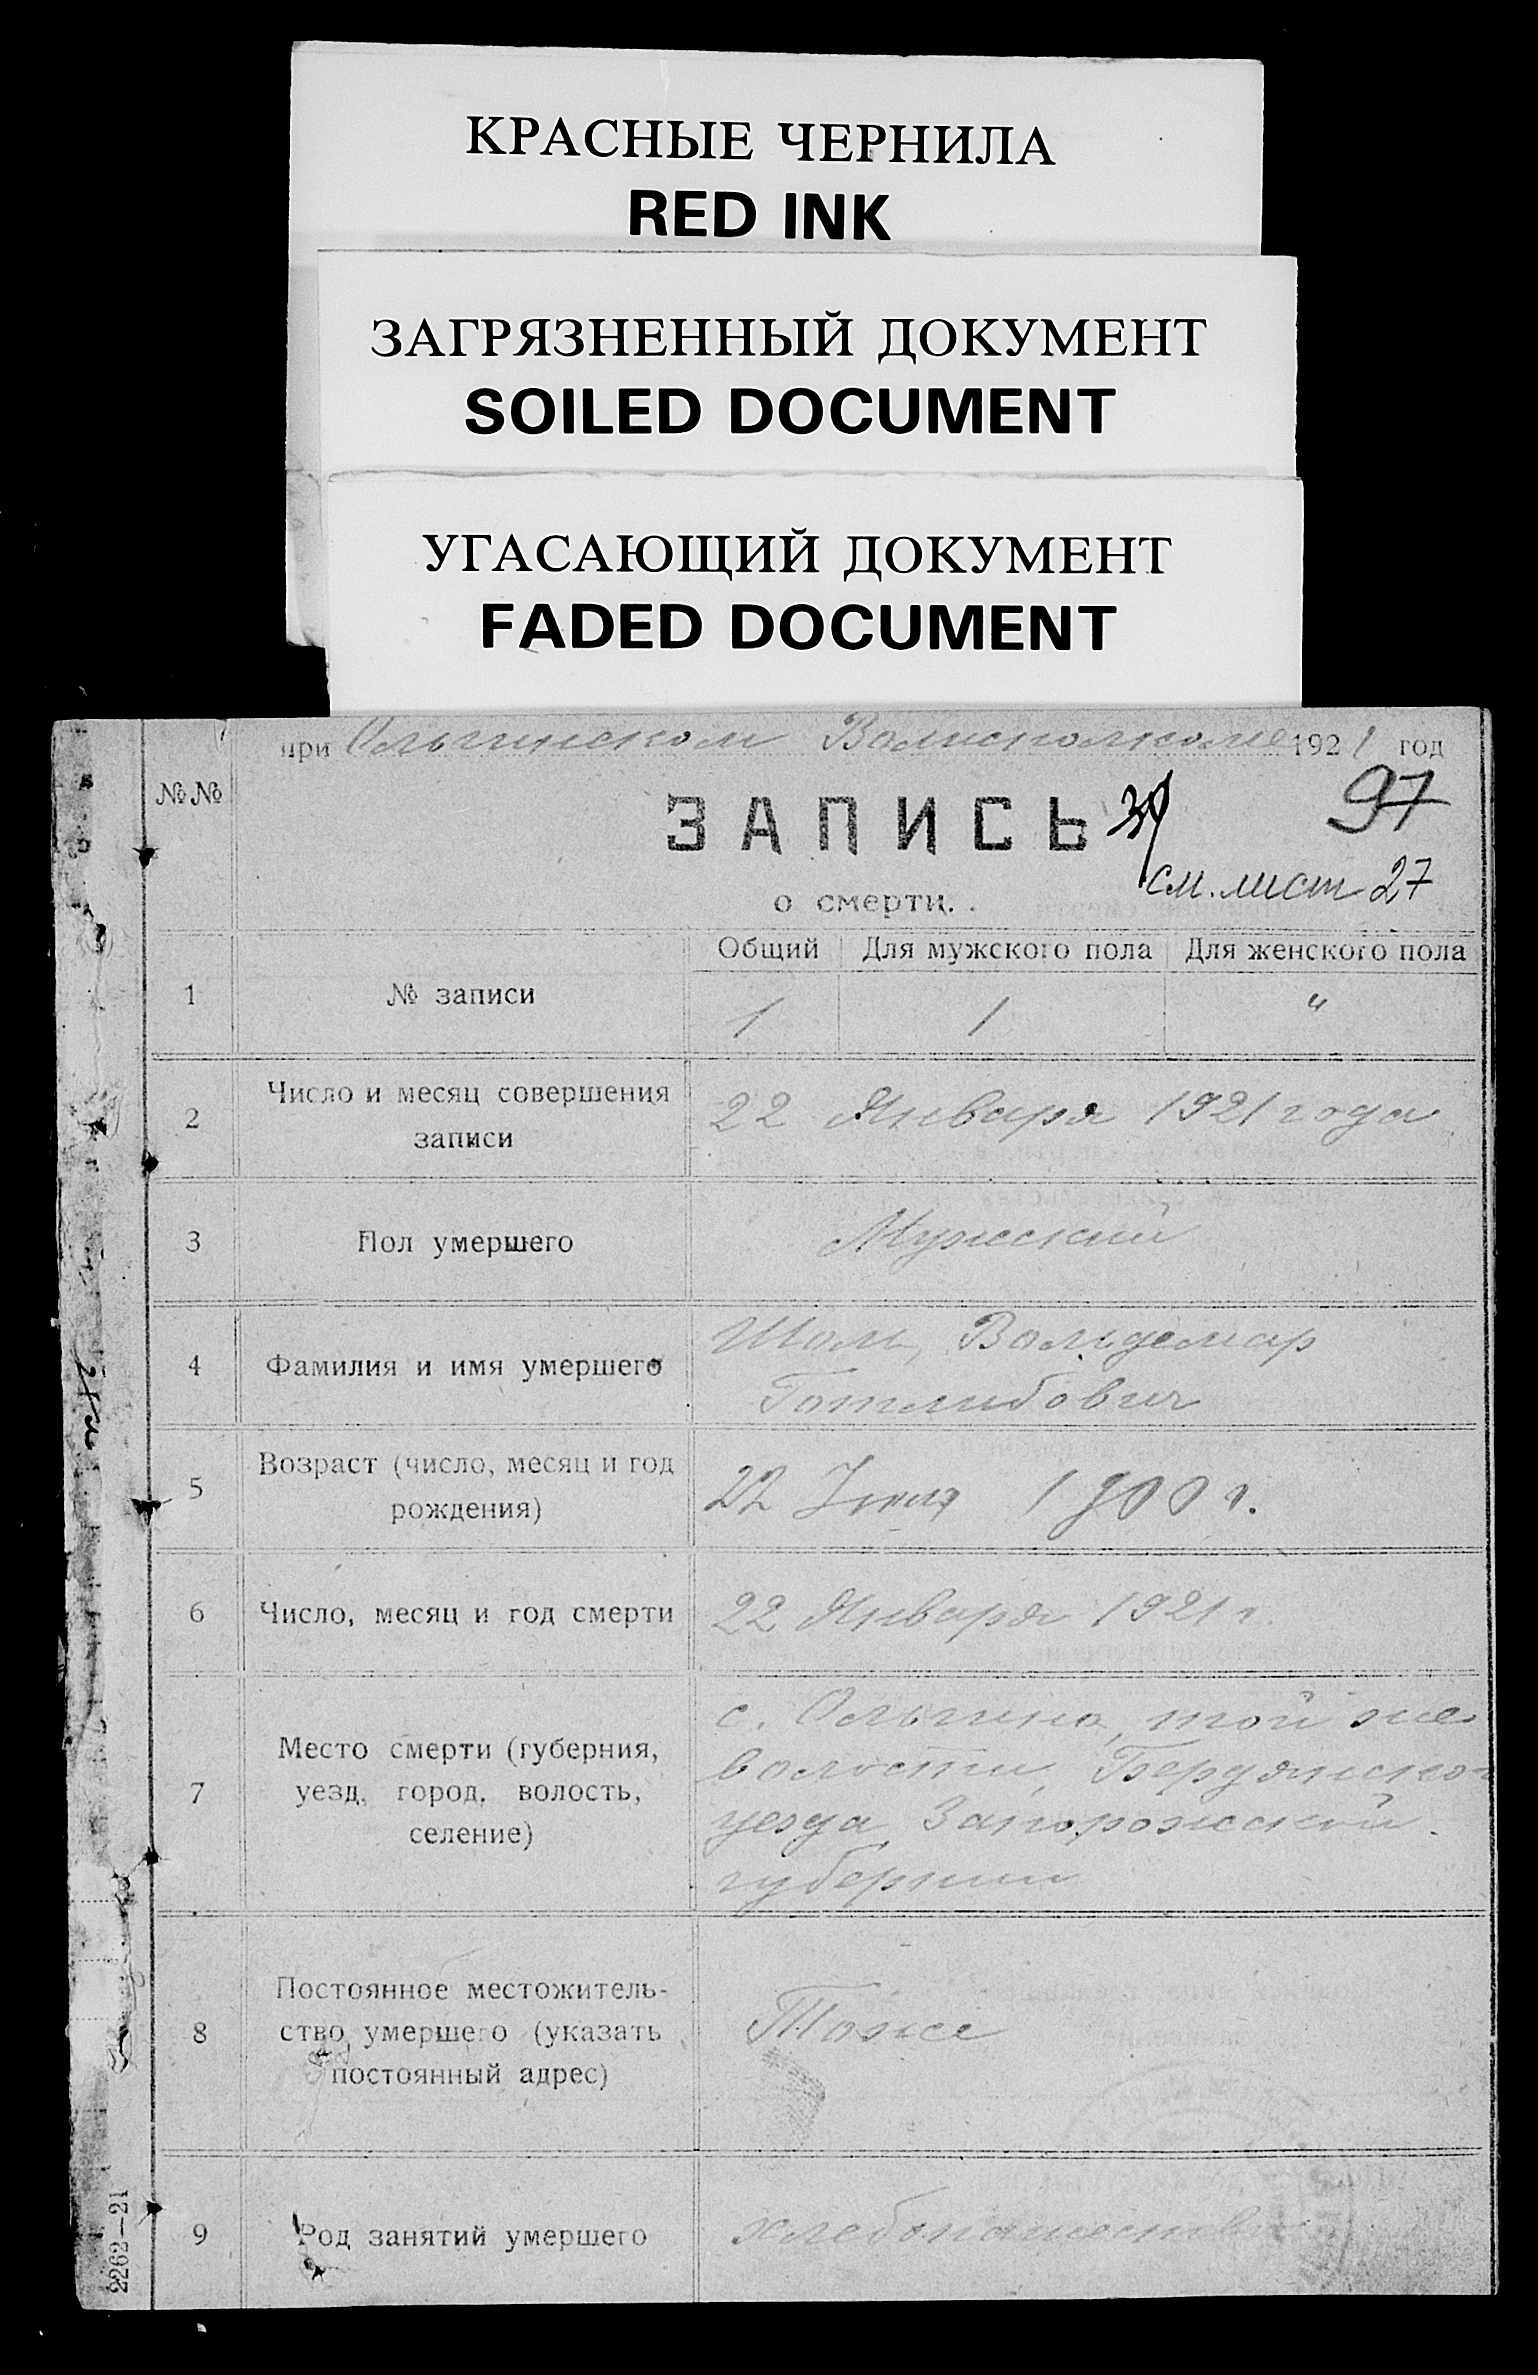 КРАСНЫЕ ЧЕРНИЛА
RED INK
ЗАГРЯЗНЕННЫЙ ДОКУМЕНТ
SOILED DOCUMENT
УГАСАЮЩИЙ ДОКУМЕНТ
FADED DOCUMENT
при Ольгинском Волисполкоме 1921 год
№№
97
ЗАПИСЬ
см. лист 27
о смерти.
Общий Для мужского пола Для женского пола
1 № записи 1 1 "
2 Число и месяц совершения
записи
22 Января 1921 года
3 Пол умершего Мужский
4 Фамилия и имя умершего
Шоль, Вольдемар
Готлибович
5 Возраст (число, месяц и год
рождения)
22 1900 г.
6 Число, месяц и год смерти 22 Января 1921 г.
7 Место смерти (губерния,
уезд, город, волость,
селение)
с. Ольгино, той же
волости, Бердянского
уезда Запорожской
губернии
8 Постоянное местожитель-
ство умершего (указать
постоянный адрес)
Тоже
9 Род занятий умершего хлебопашество
2262—21